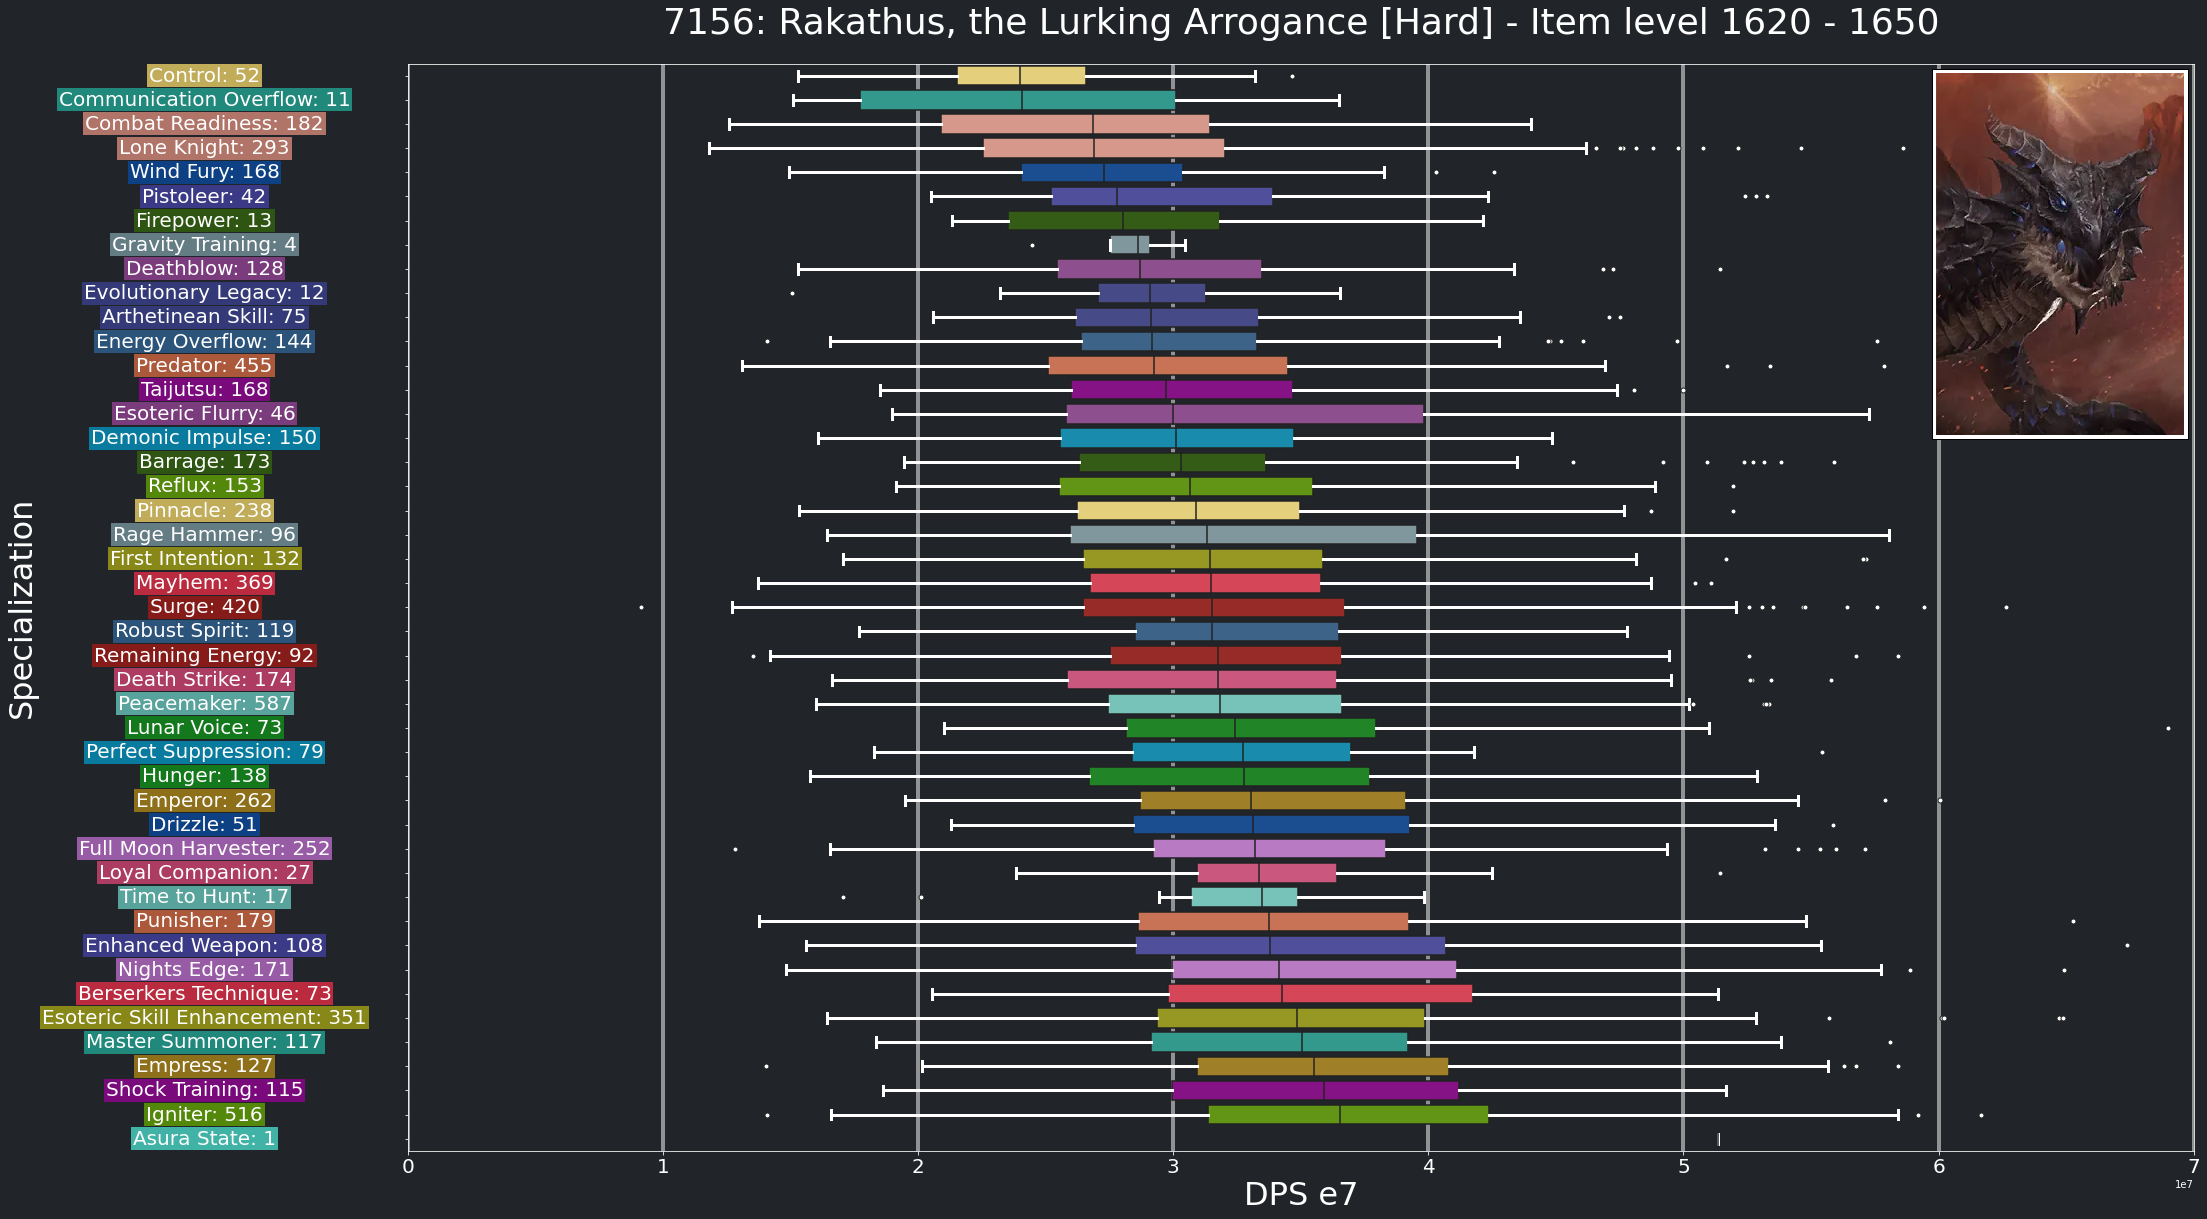 7156: Rakathus, the Lurking Arrogance [Hard] - Item level 1620 - 1650
Specialization
Control: 52
Communication Overflow: 11
Combat Readiness: 182
Lone Knight: 293
Wind Fury: 168
Pistoleer: 42
Firepower: 13
Gravity Training: 4
Deathblow: 128
Evolutionary Legacy: 12
Arthetinean Skill: 75
Energy Overflow: 144
Predator: 455
Taijutsu: 168
Esoteric Flurry: 46
Demonic Impulse: 150
Barrage: 173
Reflux: 153
Pinnacle: 238
Rage Hammer: 96
First Intention: 132
Mayhem: 369
Surge: 420
Robust Spirit: 119
Remaining Energy: 92
Death Strike: 174
Peacemaker: 587
Lunar Voice: 73
Perfect Suppression: 79
Hunger: 138
Emperor: 262
Drizzle: 51
Full Moon Harvester: 252
Loyal Companion: 27
Time to Hunt: 17
Punisher: 179
Enhanced Weapon: 108
Nights Edge: 171
Berserkers Technique: 73
Esoteric Skill Enhancement: 351
Master Summoner: 117
Empress: 127
Shock Training: 115
Igniter: 516
Asura State: 1
0 1 2 3 4 5 6 7
DPS e7
1e7